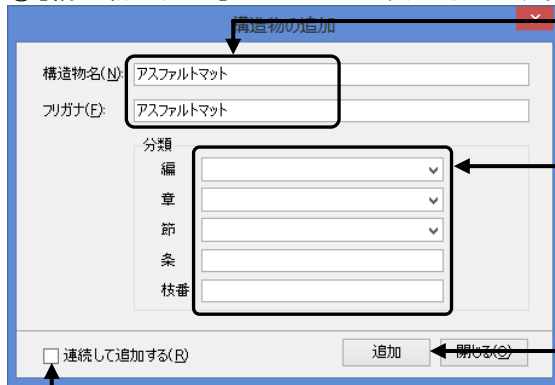 構造物の追加
構造物名(N): アスファルトマット
フリガナ(F): アスファルトマット
分類
編
章
節
条
枝番
連続して追加する(R) 追加 閉じる(O)